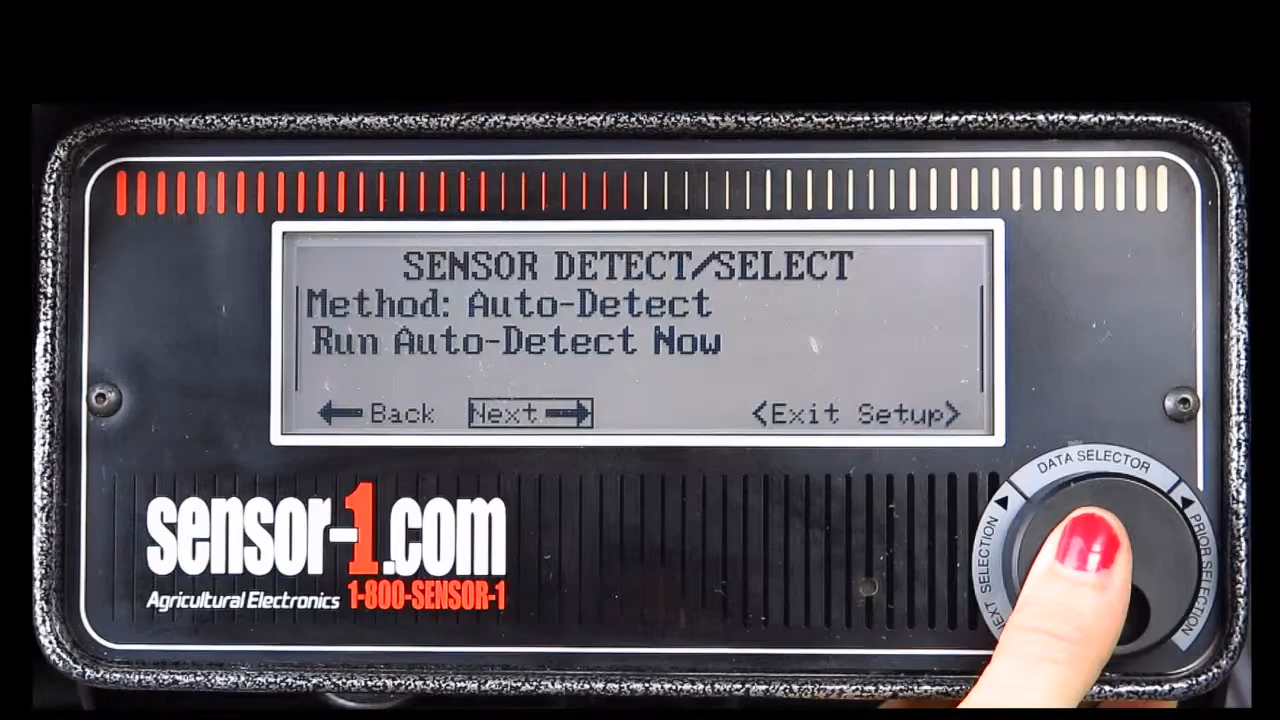 SENSOR DETECT/SELECT
Method: Auto-Detect
Run Auto-Detect Now
Back Next <Exit Setup>
sensor-1.com
Agricultural Electronics 1-800-SENSOR-1
DATA SELECTOR
NEXT SELECTION
PRIOR SELECTION